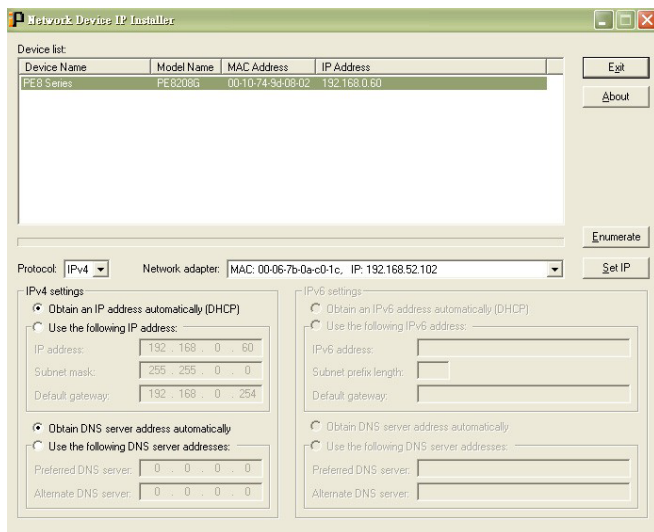 Network Device IP Installer
Device list:
Device Name Model Name MAC Address IP Address
PE8 Series PE8208G 00-10-74-9d-08-02 192.168.0.60
Exit
About
Enumerate
Protocol: IPv4 Network adapter: MAC: 00-06-7b-0a-c0-1c, IP: 192.168.52.102 Set IP
IPv4 settings
Obtain an IP address automatically (DHCP)
Use the following IP address:
IP address: 192 . 168 . 0 . 60
Subnet mask: 255 . 255 . 0 . 0
Default gateway: 192 . 168 . 0 . 254
Obtain DNS server address automatically
Use the following DNS server addresses:
Preferred DNS server: 0 . 0 . 0 . 0
Alternate DNS server: 0 . 0 . 0 . 0
IPv6 settings
Obtain an IPv6 address automatically (DHCP)
Use the following IPv6 address:
IPv6 address:
Subnet prefix length:
Default gateway:
Obtain DNS server address automatically
Use the following DNS server addresses:
Preferred DNS server:
Alternate DNS server: